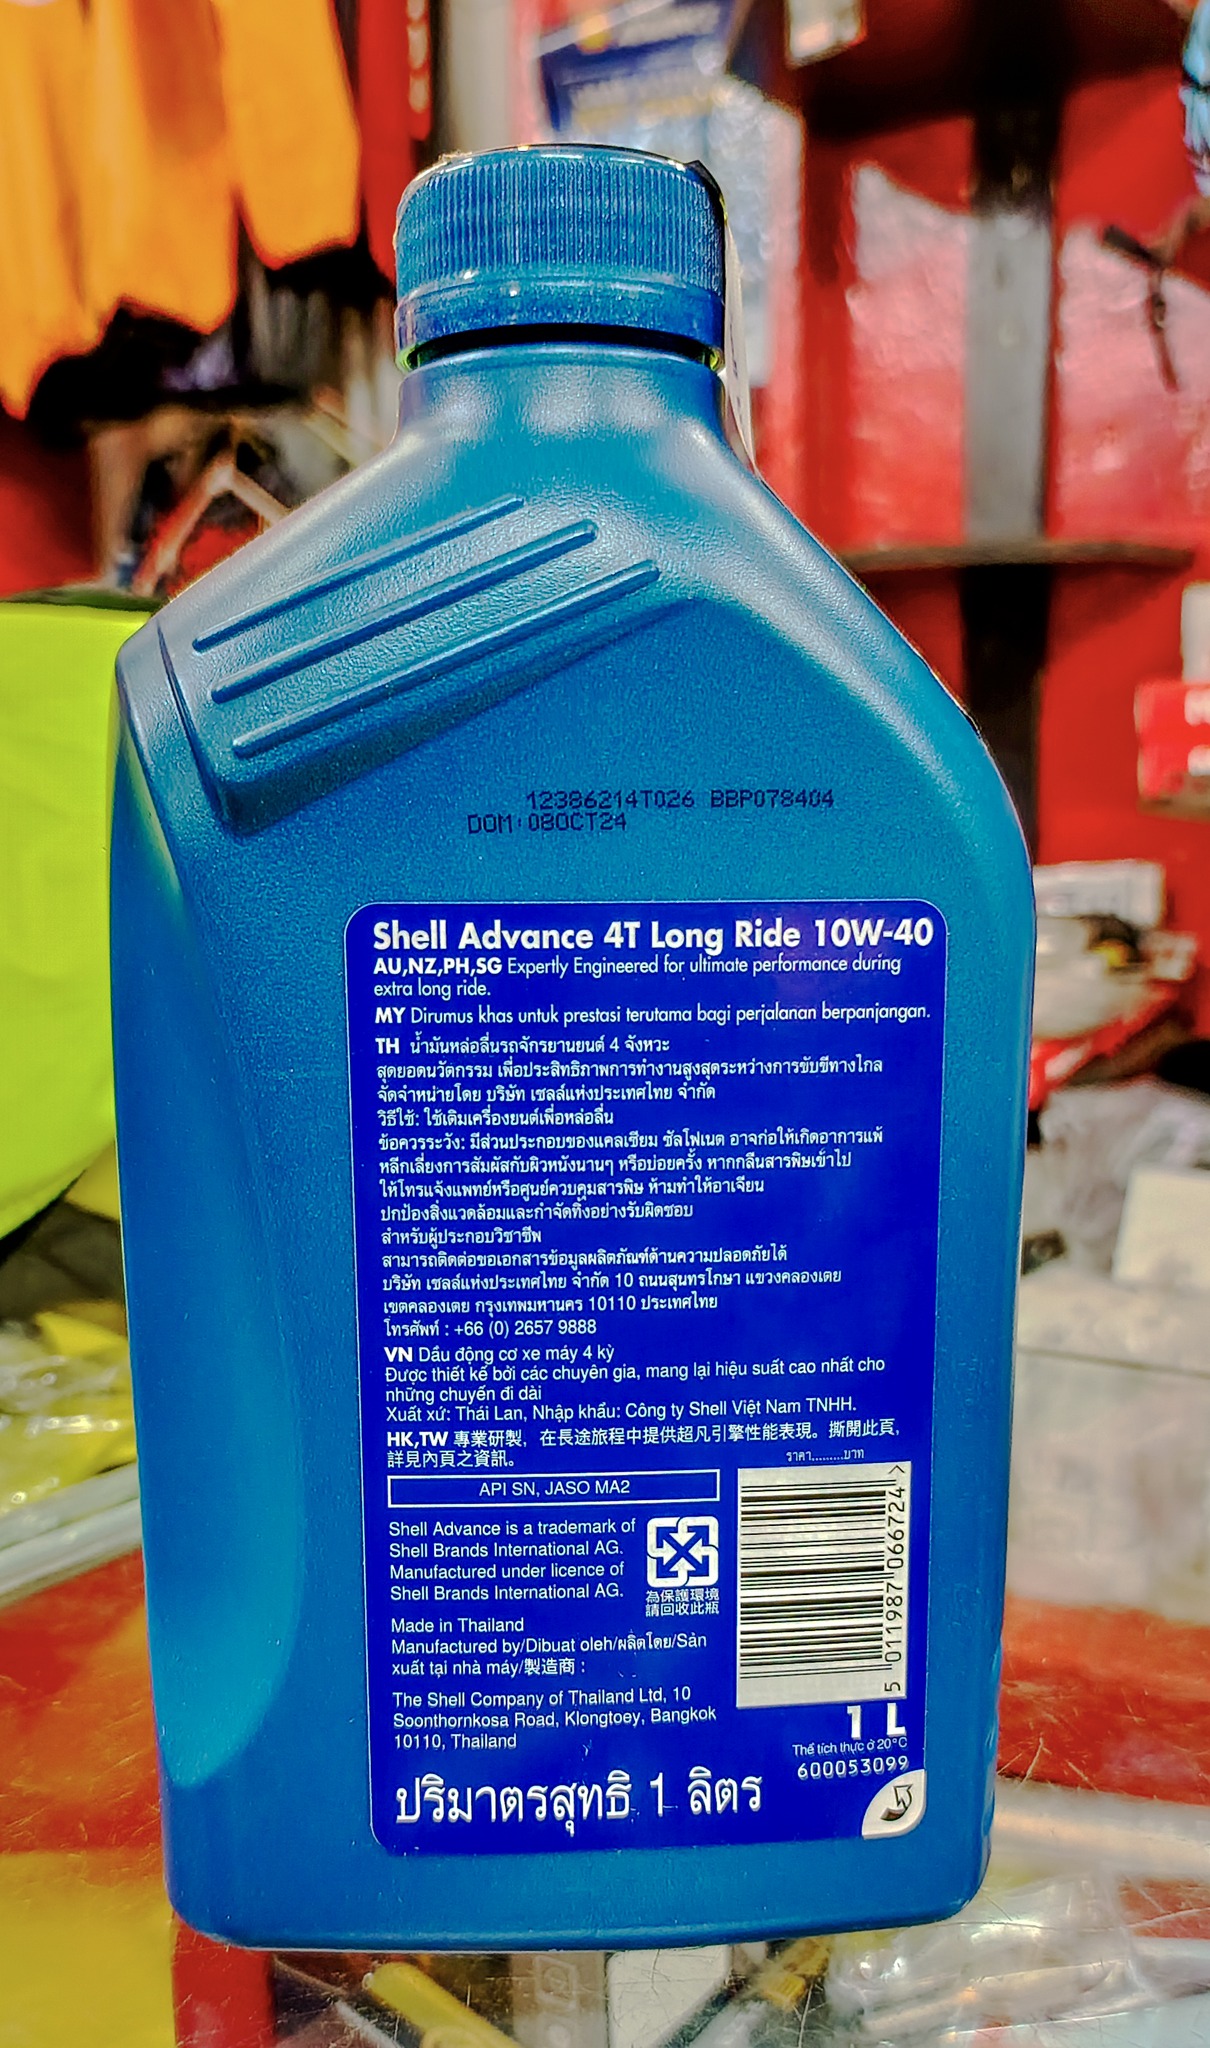 12386214T026 BBP078404
DOM:08OCT24
Shell Advance 4T Long Ride 10W-40
AU,NZ,PH,SG Expertly Engineered for ultimate performance during
extra long ride.
MY Dirumus khas untuk prestasi terutama bagi perjalanan berpanjangan.
TH น้ำมันหล่อลื่นรถจักรยานยนต์ 4 จังหวะ
สุดยอดนวัตกรรม เพื่อประสิทธิภาพการทำงานสูงสุดระหว่างการขับขี่ทางไกล
จัดจำหน่ายโดย บริษัท เชลล์แห่งประเทศไทย จำกัด
วิธีใช้: ใช้เติมเครื่องยนต์เพื่อหล่อลื่น
ข้อควรระวัง: มีส่วนประกอบของแคลเซียม ซัลโฟเนต อาจก่อให้เกิดอาการแพ้
หลีกเลี่ยงการสัมผัสกับผิวหนังนานๆ หรือบ่อยครั้ง หากกลืนสารพิษเข้าไป
ให้โทรแจ้งแพทย์หรือศูนย์ควบคุมสารพิษ ห้ามทำให้อาเจียน
ปกป้องสิ่งแวดล้อมและกำจัดทิ้งอย่างรับผิดชอบ
สำหรับผู้ประกอบวิชาชีพ
สามารถติดต่อขอเอกสารข้อมูลผลิตภัณฑ์ด้านความปลอดภัยได้
บริษัท เชลล์แห่งประเทศไทย จำกัด 10 ถนนสุนทรโกษา แขวงคลองเตย
เขตคลองเตย กรุงเทพมหานคร 10110 ประเทศไทย
โทรศัพท์ : +66 (0) 2657 9888
VN Dầu động cơ xe máy 4 kỳ
Được thiết kế bởi các chuyên gia, mang lại hiệu suất cao nhất cho
những chuyến đi dài
Xuất xứ: Thái Lan, Nhập khẩu: Công ty Shell Việt Nam TNHH.
HK,TW 專業研製，在長途旅程中提供超凡引擎性能表現。撕開此頁，
詳見內頁之資訊。
ราคา.........บาท
API SN, JASO MA2
Shell Advance is a trademark of
Shell Brands International AG.
Manufactured under licence of
Shell Brands International AG.
為保護環境
請回收此瓶
Made in Thailand
Manufactured by/Dibuat oleh/ผลิตโดย/Sản
xuất tại nhà máy/製造商 :
The Shell Company of Thailand Ltd, 10
Soonthornkosa Road, Klongtoey, Bangkok
10110, Thailand
5 011987 066724 >
1 L
Thể tích thực ở 20°C
600053099
ปริมาตรสุทธิ 1 ลิตร